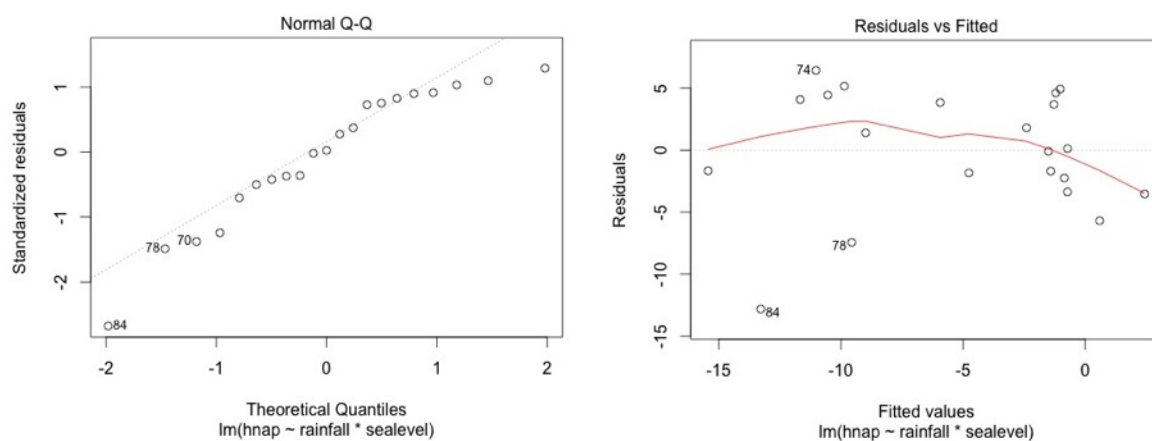 Normal Q-Q
Standardized residuals
1
0
-1
-2
78
70
84
-2 -1 0 1 2
Theoretical Quantiles
lm(hnap ~ rainfall * sealevel)
Residuals vs Fitted
Residuals
5
0
-5
-10
-15
74
78
84
-15 -10 -5 0
Fitted values
lm(hnap ~ rainfall * sealevel)